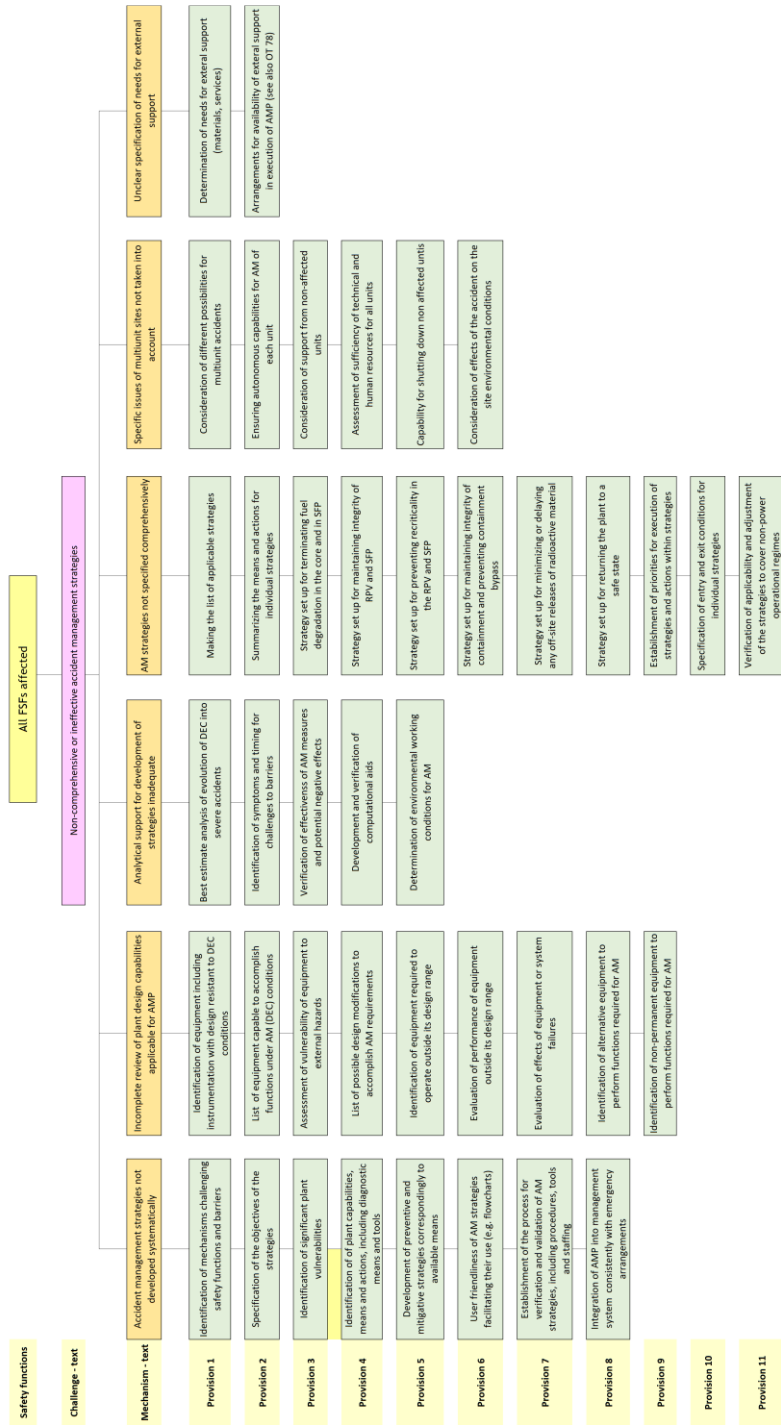 Safety functions
All FSFs affected
Challenge - text
Non-comprehensive or ineffective accident management strategies
Mechanism - text
Accident management strategies not
developed systematically
Incomplete review of plant design capabilities
applicable for AMP
Analytical support for development of
strategies inadequate
AM strategies not specified comprehensively
Specific issues of multiunit sites not taken into
account
Unclear specification of needs for external
support
Provision 1
Identification of mechanisms challenging
safety functions and barriers
Identification of equipment including
instrumentation with design resistant to DEC
conditions
Best estimate analysis of evolution of DEC into
severe accidents
Making the list of applicable strategies
Consideration of different possibilities for
multiunit accidents
Determination of needs for exteral support
(materials, services)
Provision 2
Specification of the objectives of the
strategies
List of equipment capable to accomplish
functions under AM (DEC) conditions
Identification of symptoms and timing for
challenges to barriers
Summarizing the means and actions for
individual strategies
Ensuring autonomous capabilities for AM of
each unit
Arrangements for availability of exteral support
in execution of AMP (see also OT 78)
Provision 3
Identification of significant plant
vulnerabilities
Assessment of vulnerability of equipment to
external hazards
Verification of effectivenss of AM measures
and potential negative effects
Strategy set up for terminating fuel
degradation in the core and in SFP
Consideration of support from non-affected
units
Provision 4
Identification of of plant capabilities,
means and actions, including diagnostic
means and tools
List of possible design modifications to
accomplish AM requirements
Development and verification of
computational aids
Strategy set up for maintaining integrity of
RPV and SFP
Assessment of sufficiency of technical and
human resources for all units
Provision 5
Development of preventive and
mitigative strategies correspondingly to
available means
Identification of equipment required to
operate outside its design range
Determination of environmental working
conditions for AM
Strategy set up for preventing recriticality in
the RPV and SFP
Capability for shutting down non affected untis
Provision 6
User friendliness of AM strategies
facilitating their use (e.g. flowcharts)
Evaluation of performance of equipment
outside its design range
Strategy set up for maintaining integrity of
containment and preventing containment
bypass
Consideration of effects of the accident on the
site environmental conditions
Provision 7
Establishment of the process for
verification and validation of AM
strategies, including procedures, tools
and staffing
Evaluation of effects of equipment or system
failures
Strategy set up for minimizing or delaying
any off-site releases of radioactive material
Provision 8
Integration of AMP into management
system consistently with emergency
arrangements
Identification of alternative equipment to
perform functions required for AM
Strategy set up for returning the plant to a
safe state
Provision 9
Identification of non-permanent equipment to
perform functions required for AM
Establishment of priorities for execution of
strategies and actions within strategies
Provision 10
Specification of entry and exit conditions for
individual strategies
Provision 11
Verification of applicability and adjustment
of the strategies to cover non-power
operational regimes